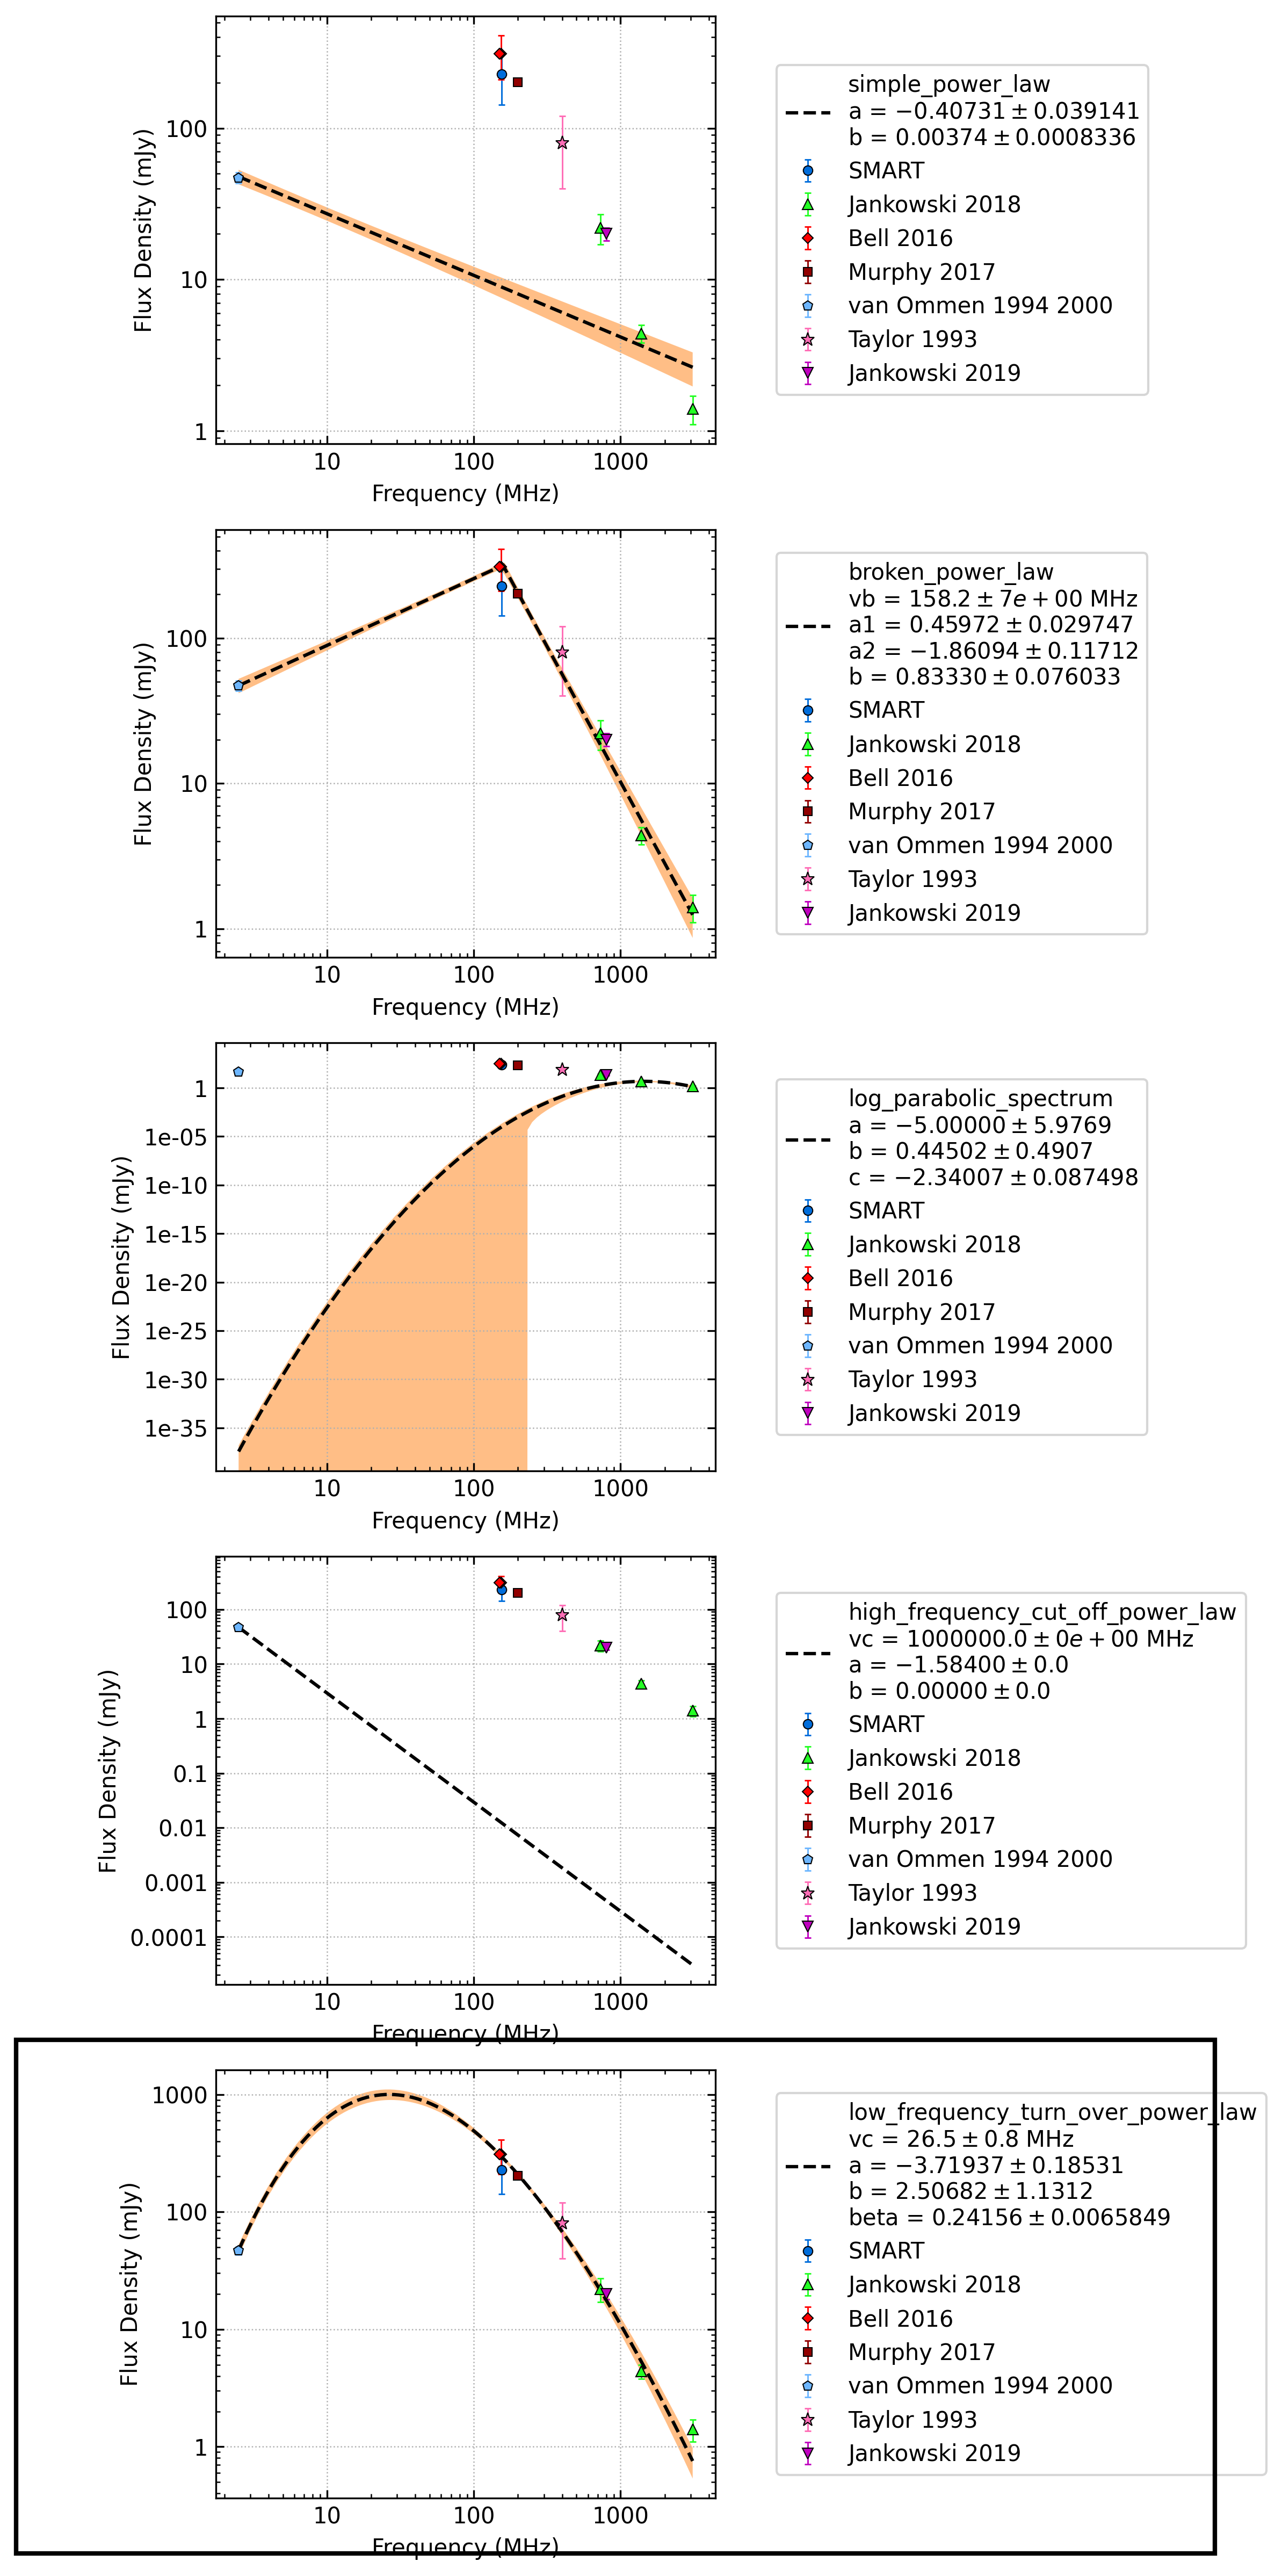 100
10
1
Flux Density (mJy)
10 100 1000
Frequency (MHz)
simple_power_law
a = −0.40731 ± 0.039141
b = 0.00374 ± 0.0008336
SMART
Jankowski 2018
Bell 2016
Murphy 2017
van Ommen 1994 2000
Taylor 1993
Jankowski 2019
100
10
1
Flux Density (mJy)
10 100 1000
Frequency (MHz)
broken_power_law
vb = 158.2 ± 7e + 00 MHz
a1 = 0.45972 ± 0.029747
a2 = −1.86094 ± 0.11712
b = 0.83330 ± 0.076033
SMART
Jankowski 2018
Bell 2016
Murphy 2017
van Ommen 1994 2000
Taylor 1993
Jankowski 2019
1
1e-05
1e-10
1e-15
1e-20
1e-25
1e-30
1e-35
Flux Density (mJy)
10 100 1000
Frequency (MHz)
log_parabolic_spectrum
a = −5.00000 ± 5.9769
b = 0.44502 ± 0.4907
c = −2.34007 ± 0.087498
SMART
Jankowski 2018
Bell 2016
Murphy 2017
van Ommen 1994 2000
Taylor 1993
Jankowski 2019
100
10
1
0.1
0.01
0.001
0.0001
Flux Density (mJy)
10 100 1000
Frequency (MHz)
high_frequency_cut_off_power_law
vc = 1000000.0 ± 0e + 00 MHz
a = −1.58400 ± 0.0
b = 0.00000 ± 0.0
SMART
Jankowski 2018
Bell 2016
Murphy 2017
van Ommen 1994 2000
Taylor 1993
Jankowski 2019
1000
100
10
1
Flux Density (mJy)
10 100 1000
Frequency (MHz)
low_frequency_turn_over_power_law
vc = 26.5 ± 0.8 MHz
a = −3.71937 ± 0.18531
b = 2.50682 ± 1.1312
beta = 0.24156 ± 0.0065849
SMART
Jankowski 2018
Bell 2016
Murphy 2017
van Ommen 1994 2000
Taylor 1993
Jankowski 2019